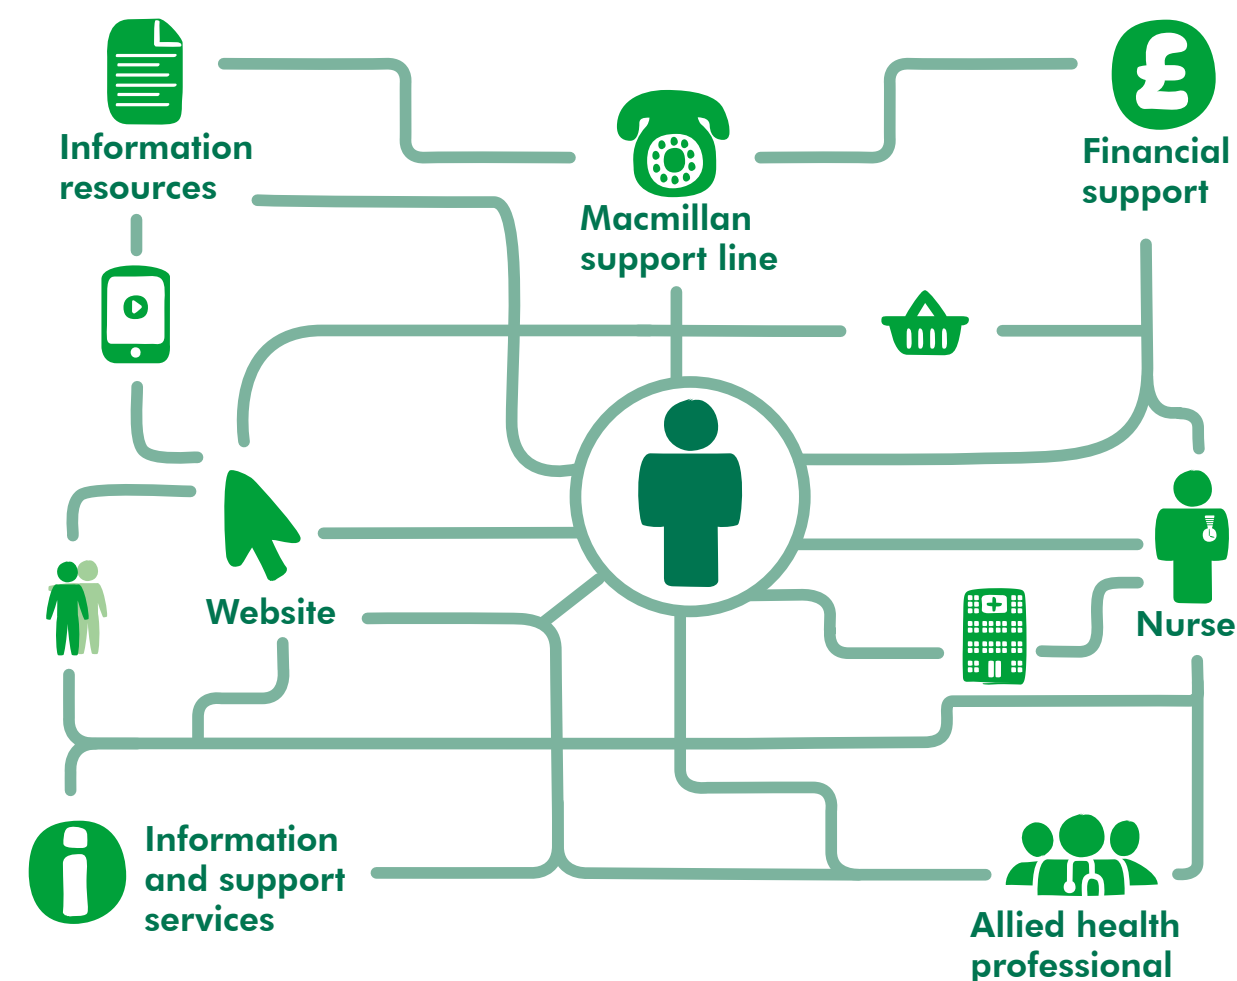 Information
resources
Macmillan
support line
Financial
support
Website
Nurse
Information
and support
services
Allied health
professional